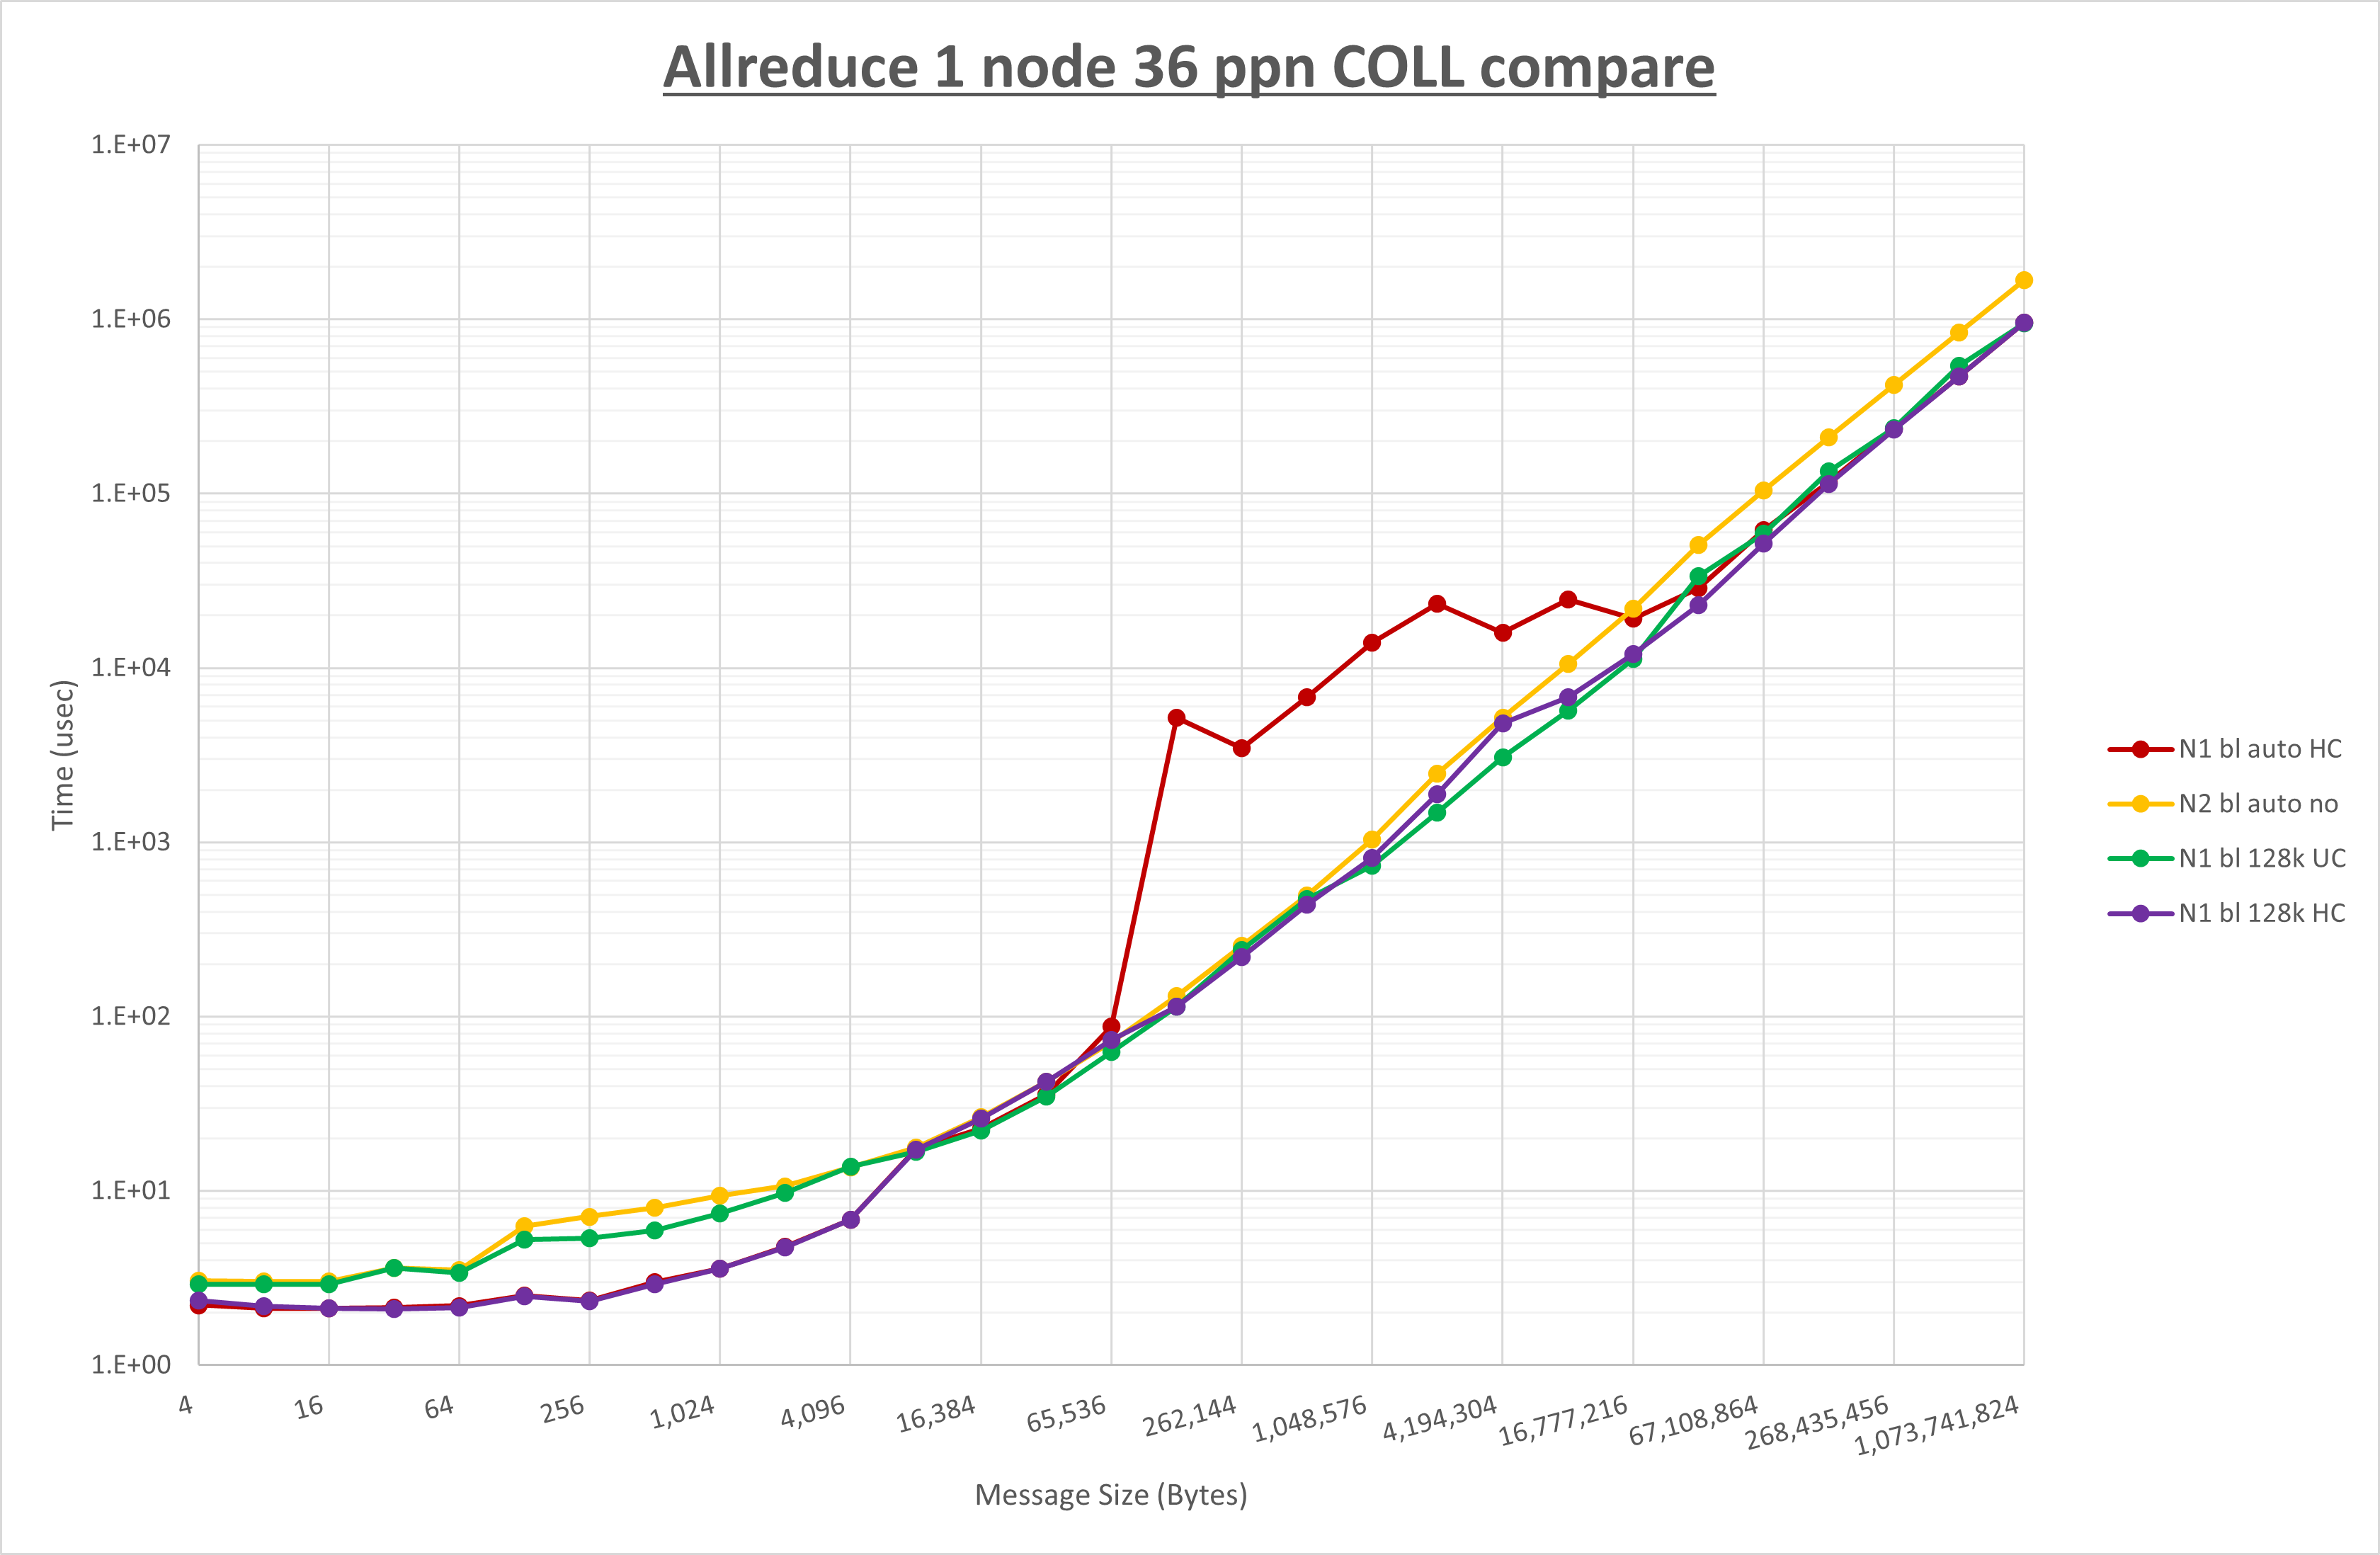 Allreduce 1 node 36 ppn COLL compare
1.E+07
1.E+06
1.E+05
1.E+04
1.E+03
1.E+02
1.E+01
1.E+00
Time (usec)
4
16
64
256
1,024
4,096
16,384
65,536
262,144
1,048,576
4,194,304
16,777,216
67,108,864
268,435,456
1,073,741,824
Message Size (Bytes)
N1 bl auto HC
N2 bl auto no
N1 bl 128k UC
N1 bl 128k HC